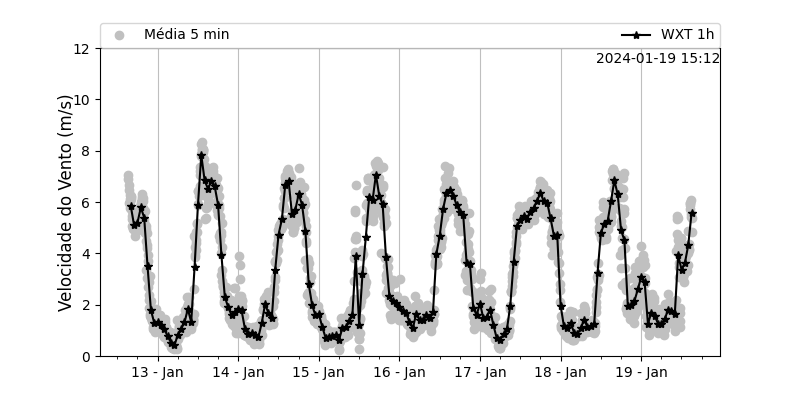 Média 5 min
WXT 1h
2024-01-19 15:12
Velocidade do Vento (m/s)
12
10
8
6
4
2
0
13 - Jan
14 - Jan
15 - Jan
16 - Jan
17 - Jan
18 - Jan
19 - Jan